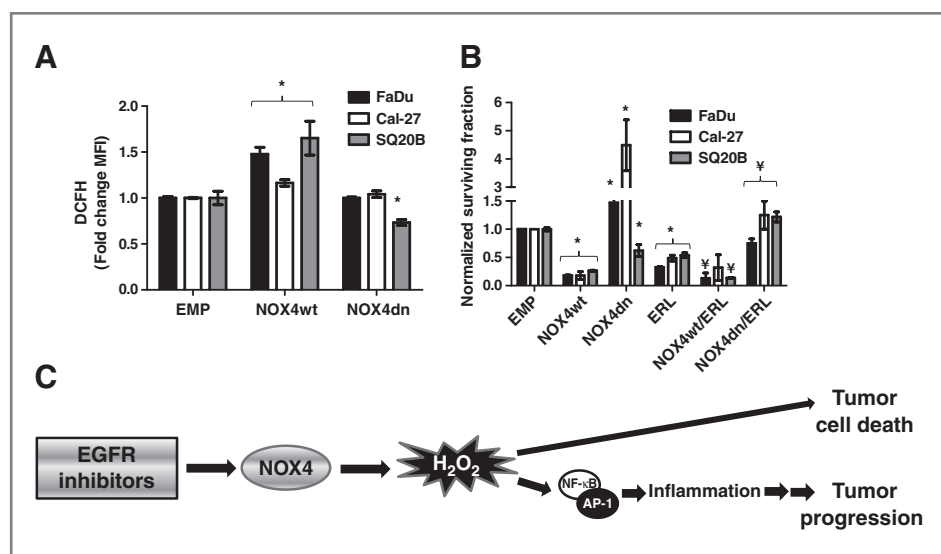 A
DCFH
(Fold change MFI)
2.0
1.5
1.0
0.5
0.0
*
*
FaDu
Cal-27
SQ20B
EMP
NOX4wt
NOX4dn
B
Normalized surviving fraction
6
5
4
3
1.5
1.0
0.5
0.0
*
*
*
*
*
¥
¥
¥
FaDu
Cal-27
SQ20B
EMP
NOX4wt
NOX4dn
ERL
NOX4wt/ERL
NOX4dn/ERL
C
EGFR
inhibitors
NOX4
H2O2
Tumor
cell death
NF-κB
AP-1
Inflammation
Tumor
progression